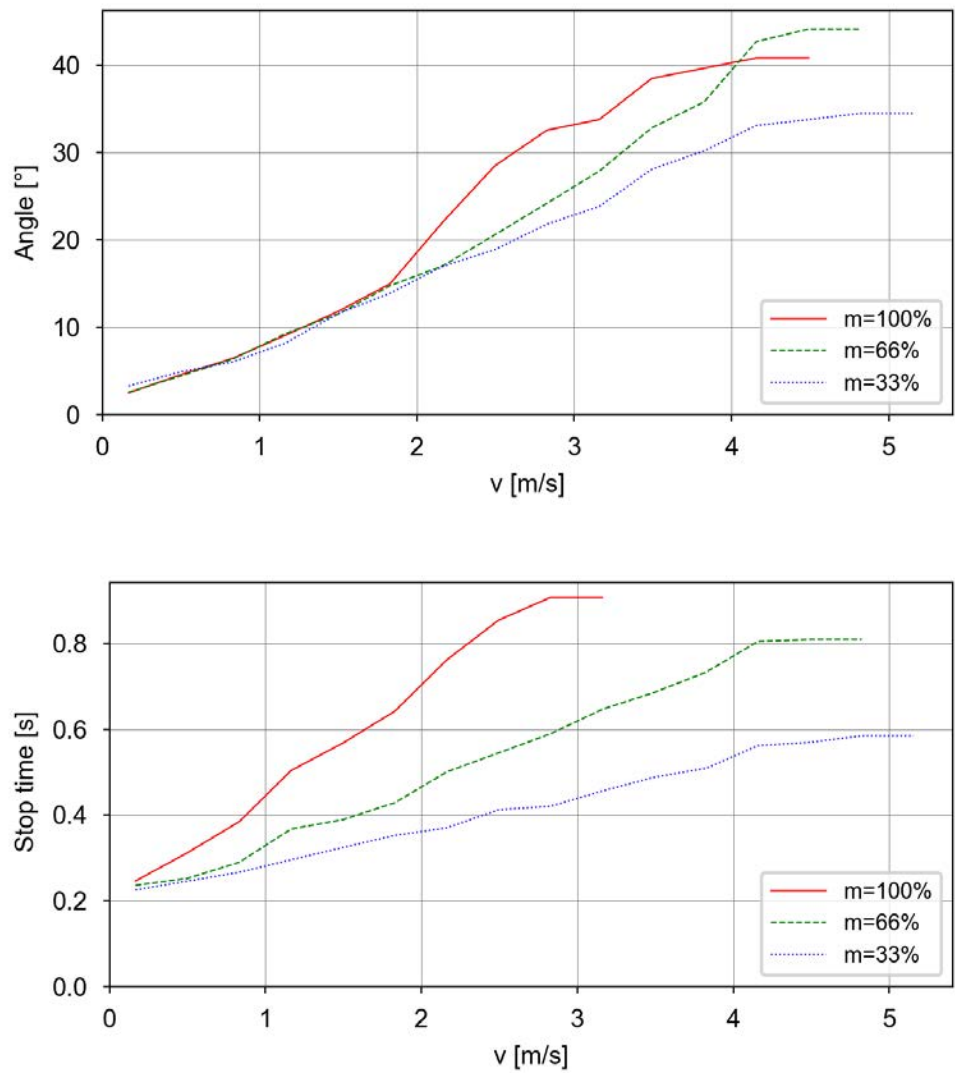 Angle [°]
40
30
20
10
0
0 1 2 3 4 5
v [m/s]
m=100%
m=66%
m=33%
Stop time [s]
0.8
0.6
0.4
0.2
0.0
0 1 2 3 4 5
v [m/s]
m=100%
m=66%
m=33%